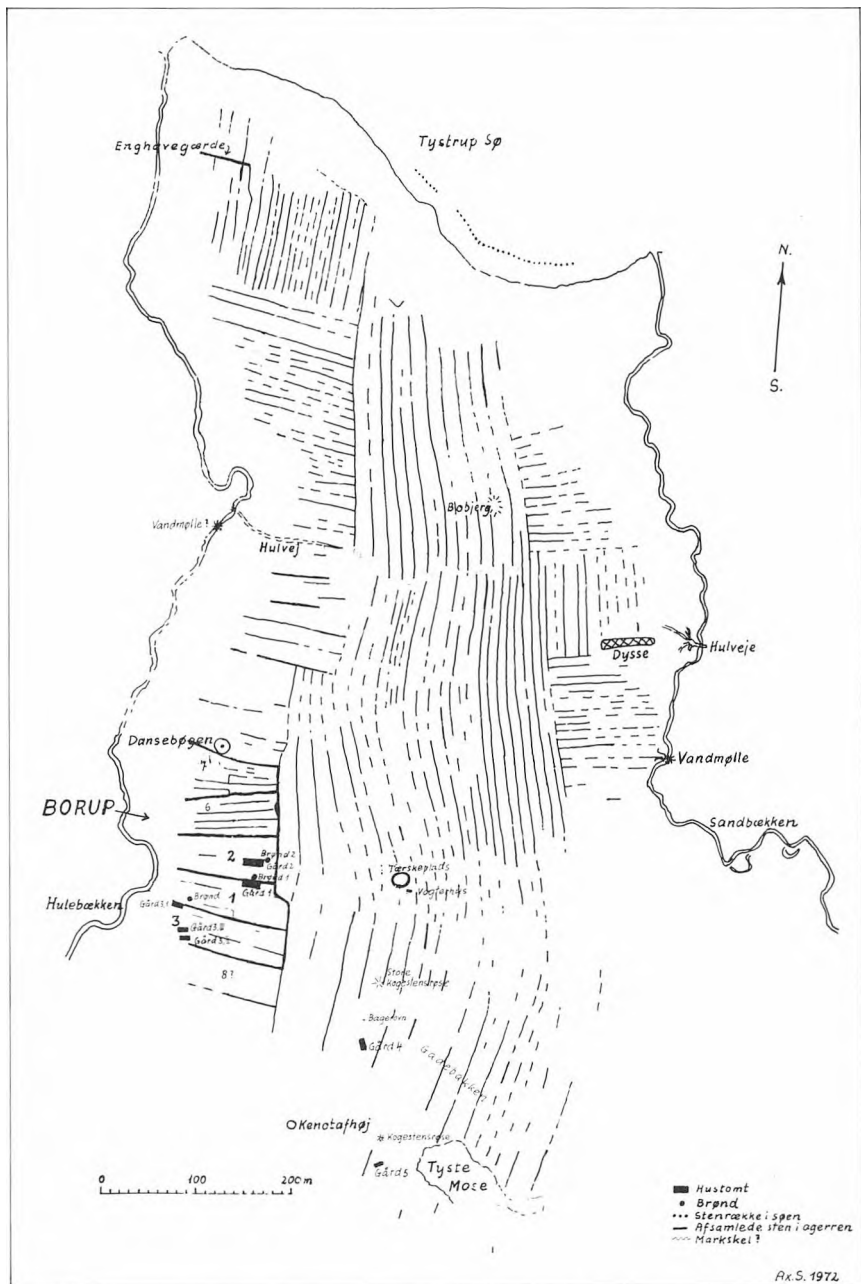 Tystrup Sø
Enghavegærde
N.
S.
Blobjerg
Vandmølle?
Hulvej
Dysse
Hulveje
Dansebøgen
7
Vandmølle
BORUP
6
Sandbækken
2
Brønd 2
Gård 2
Brønd 1
Tærskeplads
Hulebækken
Brønd
1
Gård 1
Gård 3,I
3
Gård 3,III
Gård 3,II
8?
Store
Kogestensrøse
Bageovn
Gård 4
Gadebakken
Kenotafhøj
Kogestensrøse
Gård 5
Tyste
Mose
0 100 200 m
Hustomt
Brønd
Stenrække i søen
Afsamlede sten i agerren
Markskel?
Ax.S. 1972